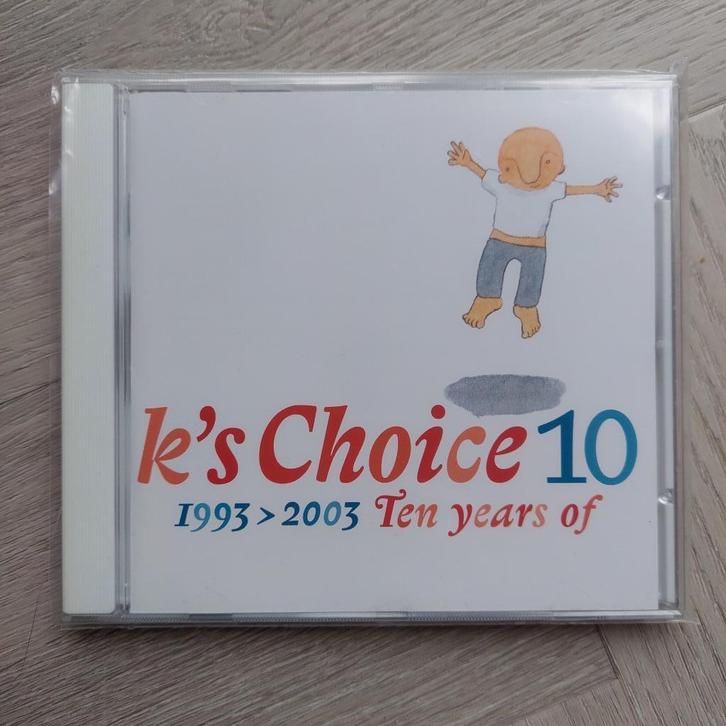 k's Choice 10
1993 > 2003 Ten years of